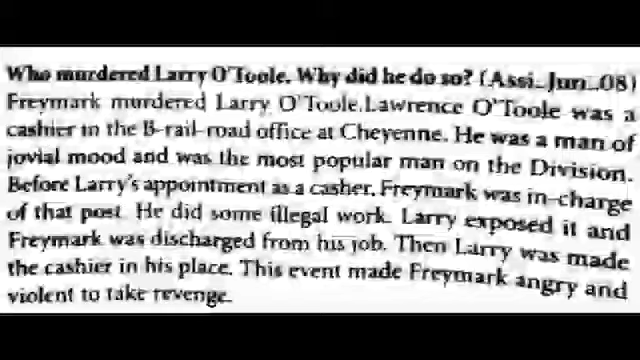 Who murdered Larry O'Toole. Why did he do so? (Assi_Jun_08)
Freymark murdered Larry O'Toole.Lawrence O'Toole was a
cashier in the B-rail-road office at Cheyenne. He was a man of
jovial mood and was the most popular man on the Division.
Before Larry's appointment as a casher. Freymark was in-charge
of that post. He did some illegal work. Larry exposed it and
Freymark was discharged from his job. Then Larry was made
the cashier in his place. This event made Freymark angry and
violent to take revenge.